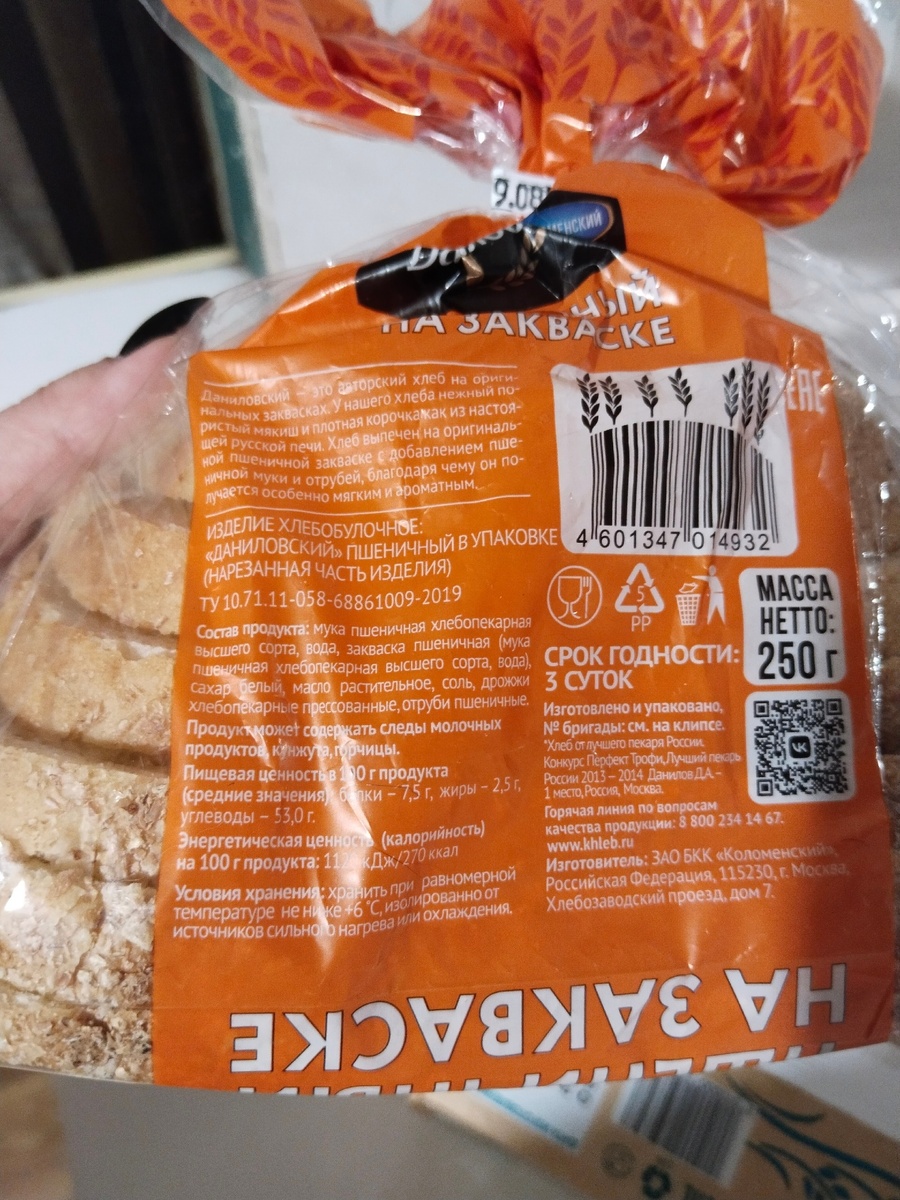 9.08
МЕНСКИЙ
НА ЗАКВАСКЕ
Даниловский – это авторский хлеб на ориги-
нальных заквасках. У нашего хлеба нежный по-
ристый мякиш и плотная корочка как из настоя-
щей русской печи. Хлеб выпечен на оригиналь-
ной пшеничной закваске с добавлением пше-
ничной муки и отрубей, благодаря чему он по-
лучается особенно мягким и ароматным.
ИЗДЕЛИЕ ХЛЕБОБУЛОЧНОЕ:
«ДАНИЛОВСКИЙ» ПШЕНИЧНЫЙ В УПАКОВКЕ
(НАРЕЗАННАЯ ЧАСТЬ ИЗДЕЛИЯ)
ТУ 10.71.11-058-68861009-2019
Состав продукта: мука пшеничная хлебопекарная
высшего сорта, вода, закваска пшеничная (мука
пшеничная хлебопекарная высшего сорта, вода),
сахар белый, масло растительное, соль, дрожжи
хлебопекарные прессованные, отруби пшеничные.
Продукт может содержать следы молочных
продуктов, кунжута, горчицы.
Пищевая ценность в 100 г продукта
(средние значения): белки – 7,5 г, жиры – 2,5 г,
углеводы – 53,0 г.
Энергетическая ценность (калорийность)
на 100 г продукта: кДж/270 ккал
Условия хранения: хранить при равномерной
температуре не ниже +6 °С, изолированно от
источников сильного нагрева или охлаждения.
EAC
4 601347 014932
5
PP
МАССА
НЕТТО:
250 г
СРОК ГОДНОСТИ:
3 СУТОК
Изготовлено и упаковано,
№ бригады: см. на клипсе.
*Хлеб от лучшего пекаря России.
Конкурс Перфект Трофи, Лучший пекарь
России 2013 – 2014 Данилов Д.А. –
1 место, Россия, Москва.
Горячая линия по вопросам
качества продукции: 8 800 234 14 67.
www.khleb.ru
Изготовитель: ЗАО БКК «Коломенский»,
Российская Федерация, 115230, г. Москва,
Хлебозаводский проезд, дом 7.
НА ЗАКВАСКЕ